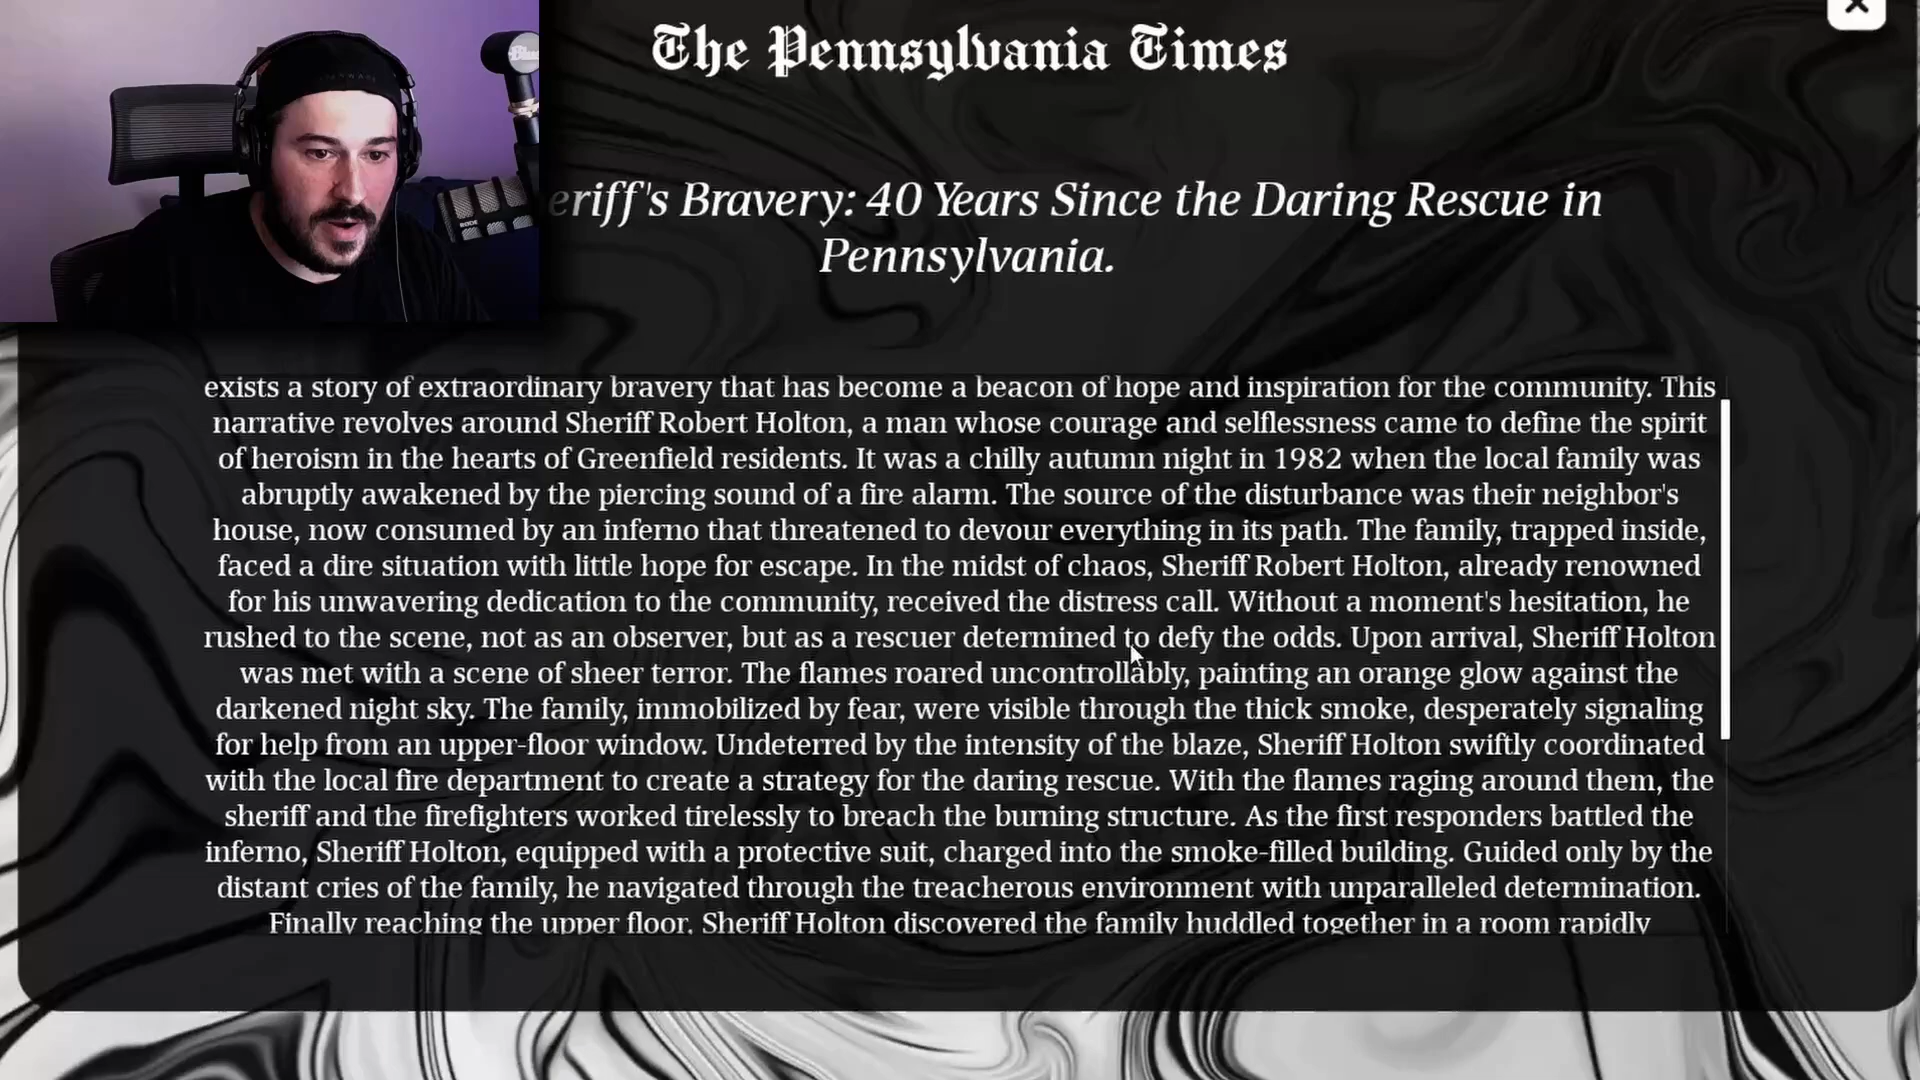 The Pennsylvania Times
eriff's Bravery: 40 Years Since the Daring Rescue in
Pennsylvania.
exists a story of extraordinary bravery that has become a beacon of hope and inspiration for the community. This
narrative revolves around Sheriff Robert Holton, a man whose courage and selflessness came to define the spirit
of heroism in the hearts of Greenfield residents. It was a chilly autumn night in 1982 when the local family was
abruptly awakened by the piercing sound of a fire alarm. The source of the disturbance was their neighbor's
house, now consumed by an inferno that threatened to devour everything in its path. The family, trapped inside,
faced a dire situation with little hope for escape. In the midst of chaos, Sheriff Robert Holton, already renowned
for his unwavering dedication to the community, received the distress call. Without a moment's hesitation, he
rushed to the scene, not as an observer, but as a rescuer determined to defy the odds. Upon arrival, Sheriff Holton
was met with a scene of sheer terror. The flames roared uncontrollably, painting an orange glow against the
darkened night sky. The family, immobilized by fear, were visible through the thick smoke, desperately signaling
for help from an upper-floor window. Undeterred by the intensity of the blaze, Sheriff Holton swiftly coordinated
with the local fire department to create a strategy for the daring rescue. With the flames raging around them, the
sheriff and the firefighters worked tirelessly to breach the burning structure. As the first responders battled the
inferno, Sheriff Holton, equipped with a protective suit, charged into the smoke-filled building. Guided only by the
distant cries of the family, he navigated through the treacherous environment with unparalleled determination.
Finally reaching the upper floor, Sheriff Holton discovered the family huddled together in a room rapidly
RODE